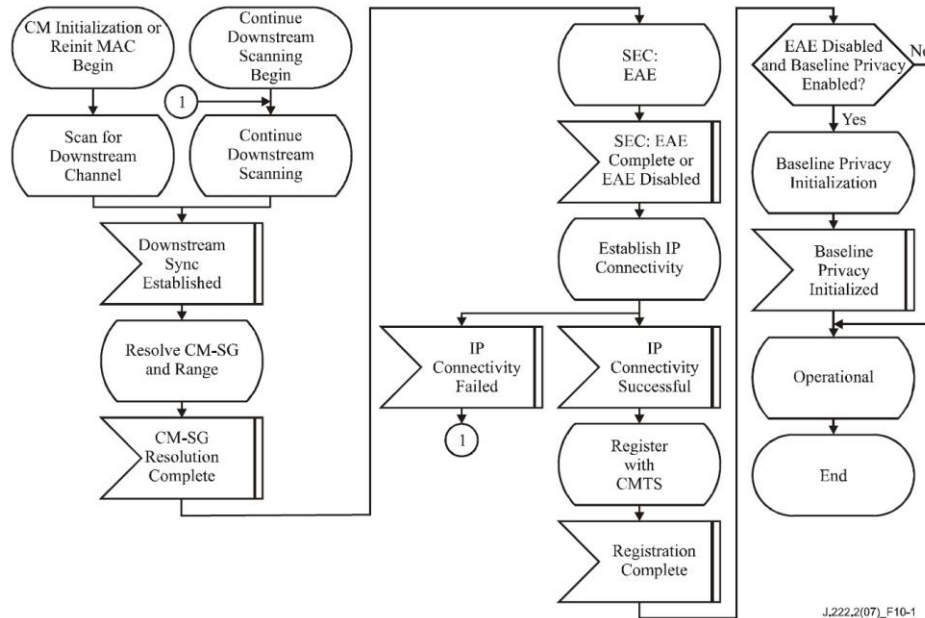 CM Initialization or
Reinit MAC
Begin
Continue
Downstream
Scanning
Begin
1
Scan for
Downstream
Channel
Continue
Downstream
Scanning
Downstream
Sync
Established
Resolve CM-SG
and Range
CM-SG
Resolution
Complete
SEC:
EAE
SEC: EAE
Complete or
EAE Disabled
Establish IP
Connectivity
IP
Connectivity
Failed
1
IP
Connectivity
Successful
Register
with
CMTS
Registration
Complete
EAE Disabled
and Baseline Privacy
Enabled?
No
Yes
Baseline Privacy
Initialization
Baseline
Privacy
Initialized
Operational
End
J.222.2(07)_F10-1